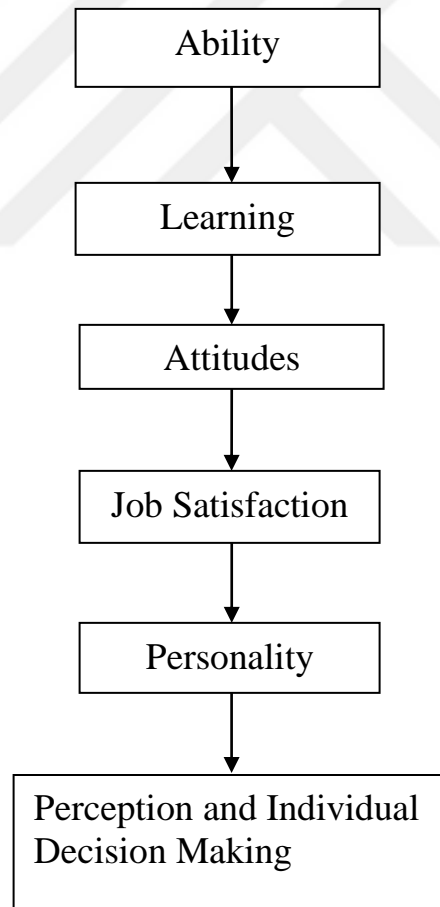 Ability
Learning
Attitudes
Job Satisfaction
Personality
Perception and Individual
Decision Making